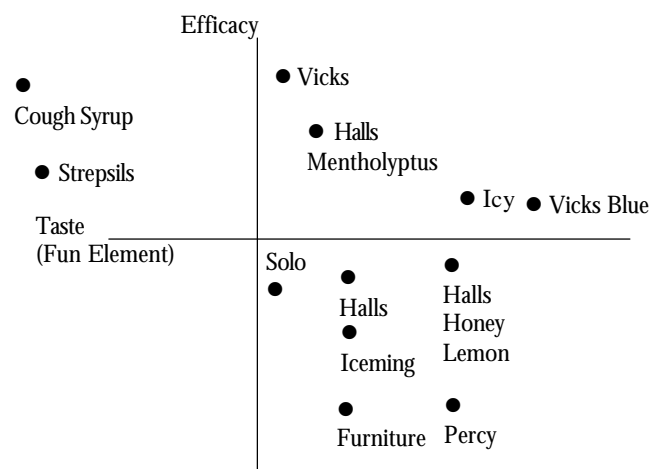 Efficacy
Vicks
Cough Syrup
Halls
Mentholyptus
Strepsils
Icy
Vicks Blue
Taste
(Fun Element)
Solo
Halls
Halls
Honey
Lemon
Iceming
Furniture
Percy